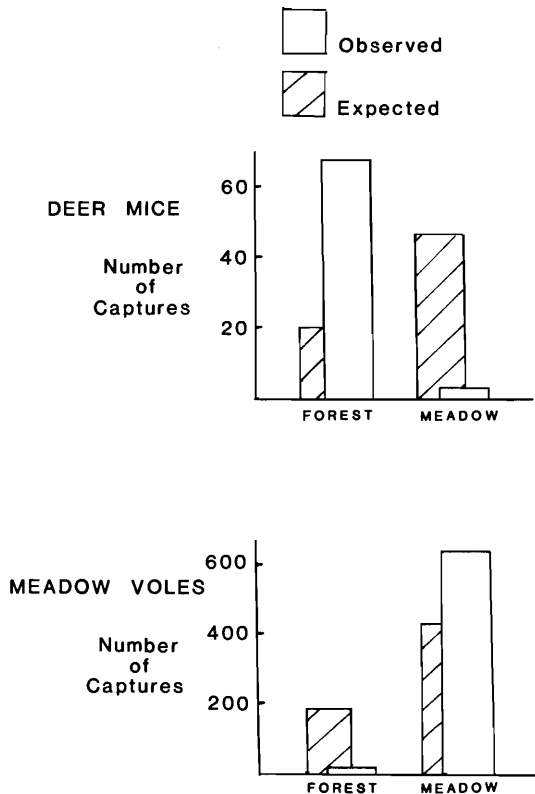 Observed
Expected
DEER MICE
Number
of
Captures
60
40
20
FOREST
MEADOW
MEADOW VOLES
Number
of
Captures
600
400
200
FOREST
MEADOW